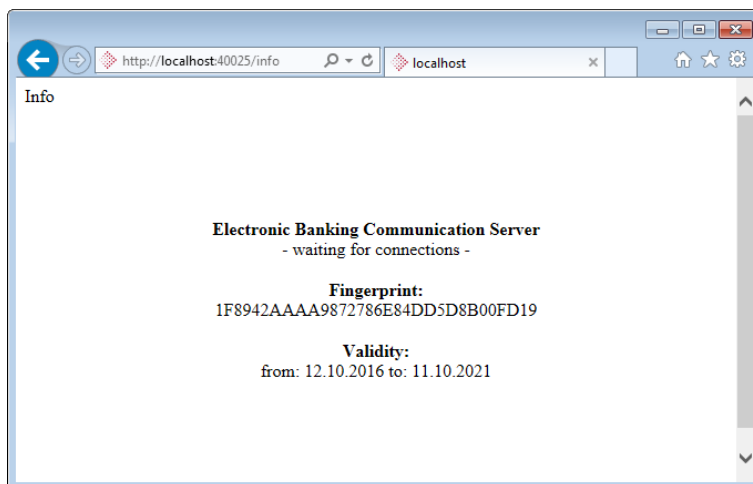 http://localhost:40025/info
localhost
Info
Electronic Banking Communication Server
- waiting for connections -
Fingerprint:
1F8942AAAA9872786E84DD5D8B00FD19
Validity:
from: 12.10.2016 to: 11.10.2021